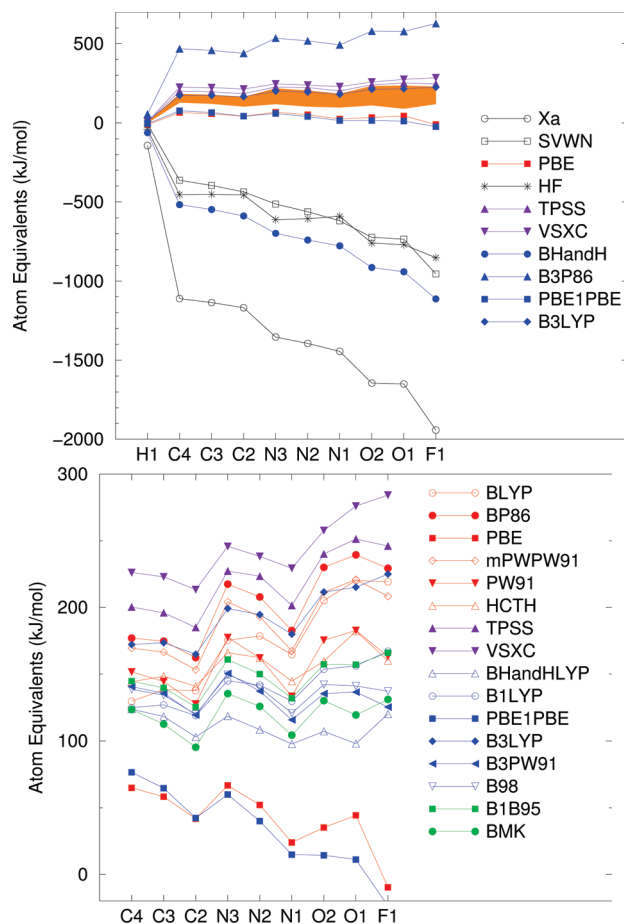 500
0
−500
−1000
−1500
−2000
Atom Equivalents (kJ/mol)
H1 C4 C3 C2 N3 N2 N1 O2 O1 F1
Xa
SVWN
PBE
HF
TPSS
VSXC
BHandH
B3P86
PBE1PBE
B3LYP
300
200
100
0
Atom Equivalents (kJ/mol)
C4 C3 C2 N3 N2 N1 O2 O1 F1
BLYP
BP86
PBE
mPWPW91
PW91
HCTH
TPSS
VSXC
BHandHLYP
B1LYP
PBE1PBE
B3LYP
B3PW91
B98
B1B95
BMK